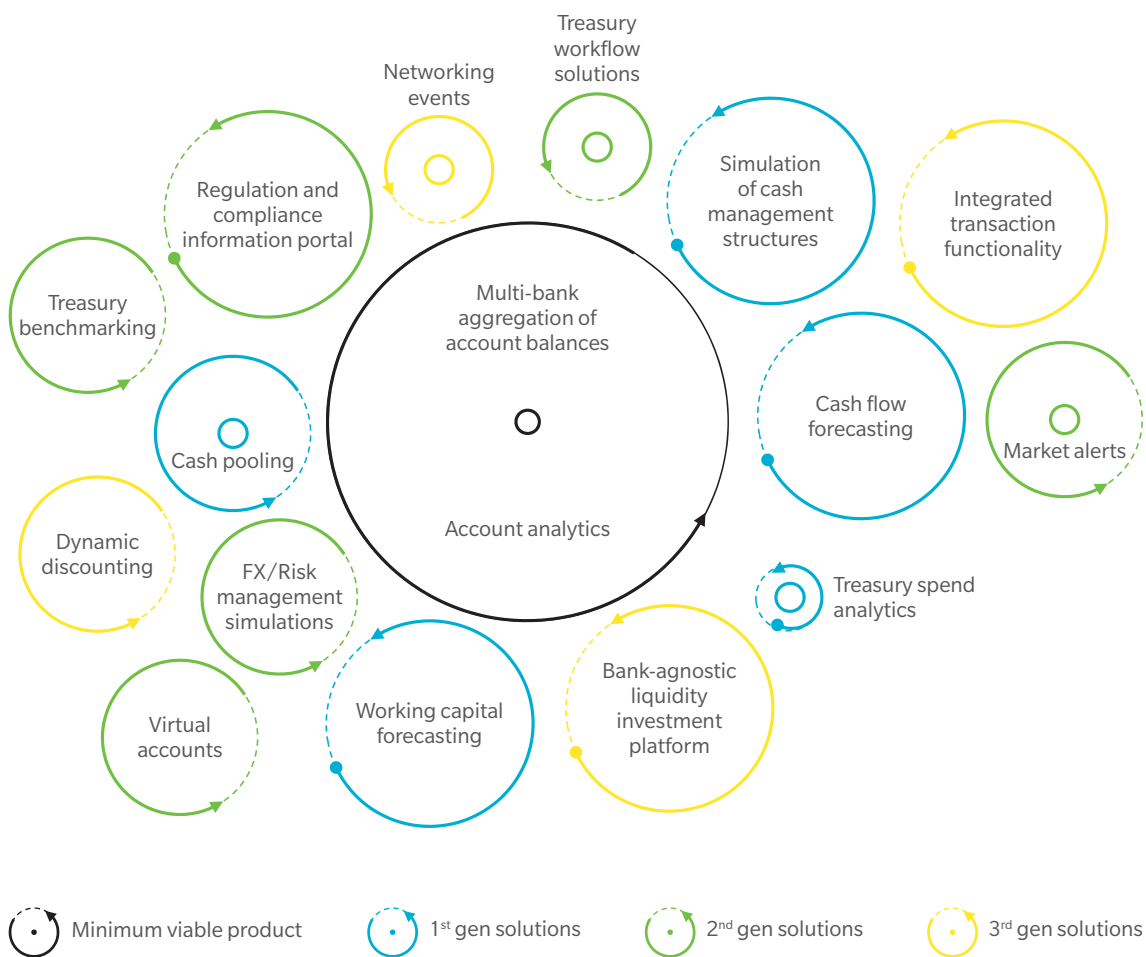 Treasury
workflow
solutions
Networking
events
Regulation and
compliance
information portal
Simulation
of cash
management
structures
Integrated
transaction
functionality
Treasury
benchmarking
Multi-bank
aggregation of
account balances
Cash flow
forecasting
Market alerts
Cash pooling
Account analytics
Dynamic
discounting
FX/Risk
management
simulations
Treasury spend
analytics
Virtual
accounts
Working capital
forecasting
Bank-agnostic
liquidity
investment
platform
Minimum viable product
1st gen solutions
2nd gen solutions
3rd gen solutions